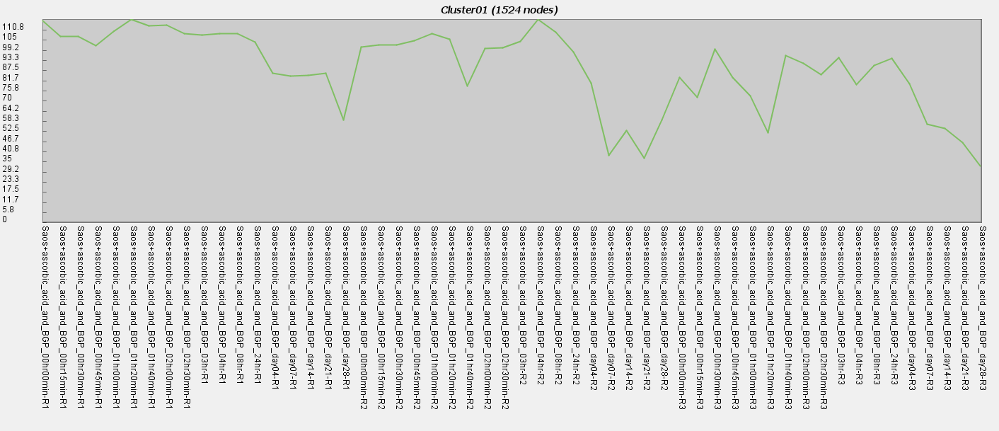 Cluster01 (1524 nodes)
110.8
105
99.2
93.3
87.5
81.7
75.8
70
64.2
58.3
52.5
46.7
40.8
35
29.2
23.3
17.5
11.7
5.8
0
Saos+ascorbic_acid_and_BGP_00hr00min-R1
Saos+ascorbic_acid_and_BGP_00hr15min-R1
Saos+ascorbic_acid_and_BGP_00hr30min-R1
Saos+ascorbic_acid_and_BGP_00hr45min-R1
Saos+ascorbic_acid_and_BGP_01hr00min-R1
Saos+ascorbic_acid_and_BGP_01hr20min-R1
Saos+ascorbic_acid_and_BGP_01hr40min-R1
Saos+ascorbic_acid_and_BGP_02hr00min-R1
Saos+ascorbic_acid_and_BGP_02hr30min-R1
Saos+ascorbic_acid_and_BGP_03hr-R1
Saos+ascorbic_acid_and_BGP_04hr-R1
Saos+ascorbic_acid_and_BGP_08hr-R1
Saos+ascorbic_acid_and_BGP_24hr-R1
Saos+ascorbic_acid_and_BGP_day04-R1
Saos+ascorbic_acid_and_BGP_day07-R1
Saos+ascorbic_acid_and_BGP_day14-R1
Saos+ascorbic_acid_and_BGP_day21-R1
Saos+ascorbic_acid_and_BGP_day28-R1
Saos+ascorbic_acid_and_BGP_00hr00min-R2
Saos+ascorbic_acid_and_BGP_00hr15min-R2
Saos+ascorbic_acid_and_BGP_00hr30min-R2
Saos+ascorbic_acid_and_BGP_00hr45min-R2
Saos+ascorbic_acid_and_BGP_01hr00min-R2
Saos+ascorbic_acid_and_BGP_01hr20min-R2
Saos+ascorbic_acid_and_BGP_01hr40min-R2
Saos+ascorbic_acid_and_BGP_02hr00min-R2
Saos+ascorbic_acid_and_BGP_02hr30min-R2
Saos+ascorbic_acid_and_BGP_03hr-R2
Saos+ascorbic_acid_and_BGP_04hr-R2
Saos+ascorbic_acid_and_BGP_08hr-R2
Saos+ascorbic_acid_and_BGP_24hr-R2
Saos+ascorbic_acid_and_BGP_day04-R2
Saos+ascorbic_acid_and_BGP_day07-R2
Saos+ascorbic_acid_and_BGP_day14-R2
Saos+ascorbic_acid_and_BGP_day21-R2
Saos+ascorbic_acid_and_BGP_day28-R2
Saos+ascorbic_acid_and_BGP_00hr00min-R3
Saos+ascorbic_acid_and_BGP_00hr15min-R3
Saos+ascorbic_acid_and_BGP_00hr30min-R3
Saos+ascorbic_acid_and_BGP_00hr45min-R3
Saos+ascorbic_acid_and_BGP_01hr00min-R3
Saos+ascorbic_acid_and_BGP_01hr20min-R3
Saos+ascorbic_acid_and_BGP_01hr40min-R3
Saos+ascorbic_acid_and_BGP_02hr00min-R3
Saos+ascorbic_acid_and_BGP_02hr30min-R3
Saos+ascorbic_acid_and_BGP_03hr-R3
Saos+ascorbic_acid_and_BGP_04hr-R3
Saos+ascorbic_acid_and_BGP_08hr-R3
Saos+ascorbic_acid_and_BGP_24hr-R3
Saos+ascorbic_acid_and_BGP_day04-R3
Saos+ascorbic_acid_and_BGP_day07-R3
Saos+ascorbic_acid_and_BGP_day14-R3
Saos+ascorbic_acid_and_BGP_day21-R3
Saos+ascorbic_acid_and_BGP_day28-R3